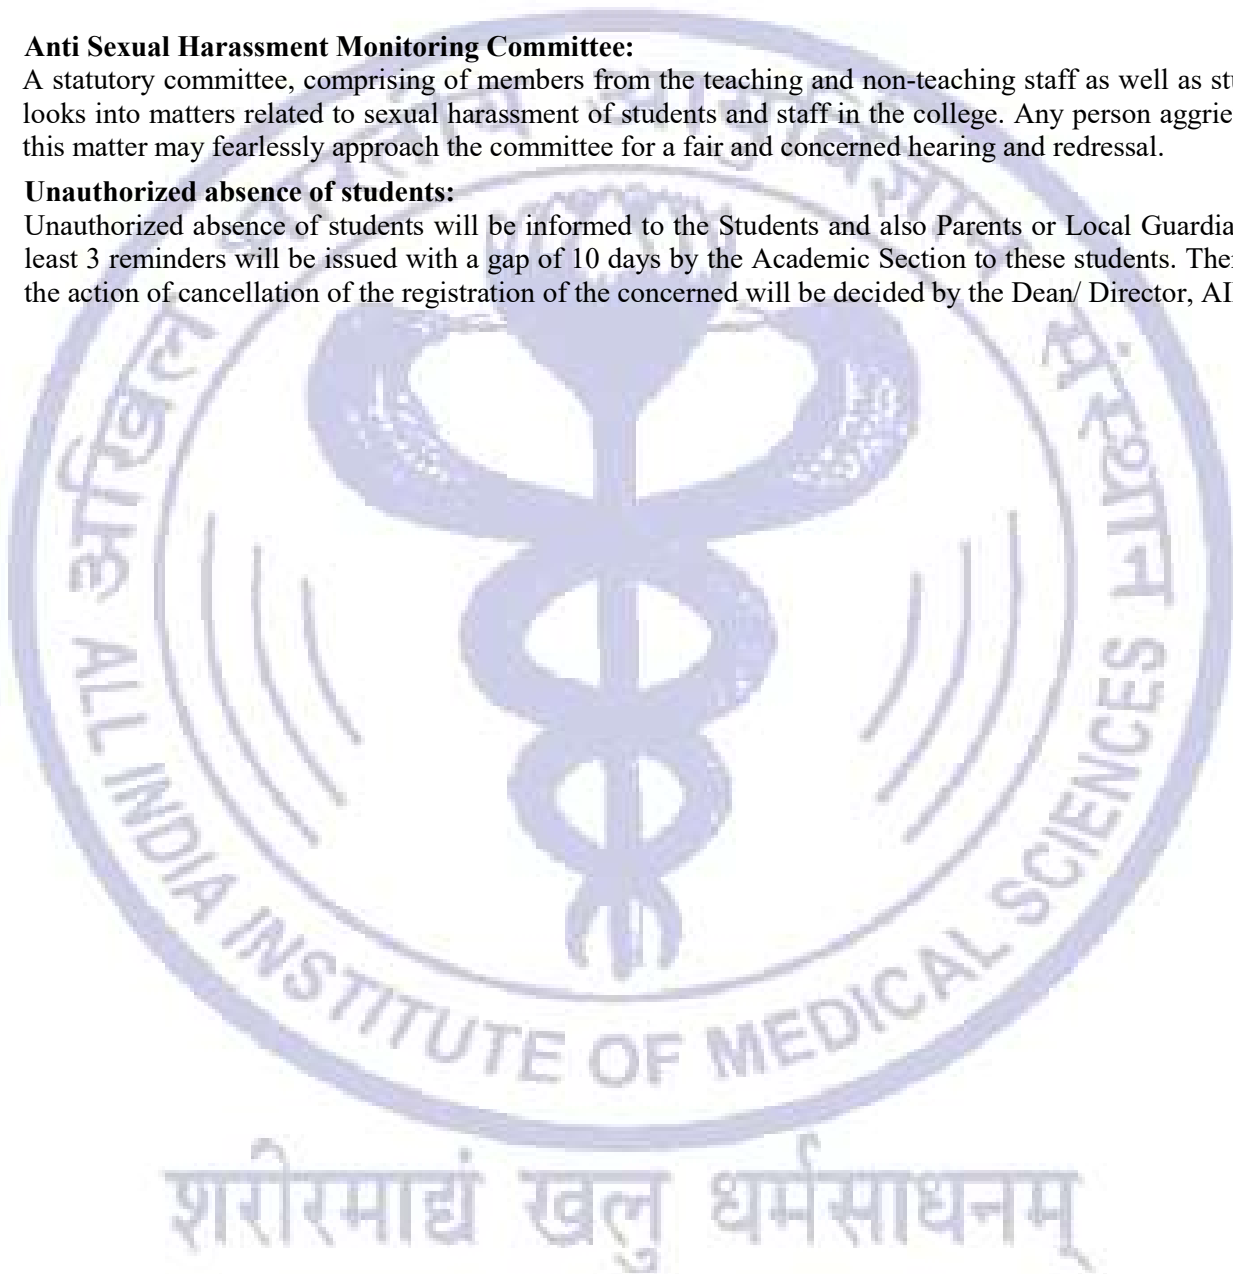 Anti Sexual Harassment Monitoring Committee:
A statutory committee, comprising of members from the teaching and non-teaching staff as well as stu
looks into matters related to sexual harassment of students and staff in the college. Any person aggrie
this matter may fearlessly approach the committee for a fair and concerned hearing and redressal.
Unauthorized absence of students:
Unauthorized absence of students will be informed to the Students and also Parents or Local Guardia
least 3 reminders will be issued with a gap of 10 days by the Academic Section to these students. The
the action of cancellation of the registration of the concerned will be decided by the Dean/ Director, AI
अखिल भारतीय आयुर्विज्ञान संस्थान
ALL INDIA INSTITUTE OF MEDICAL SCIENCES
शरीरमाद्यं खलु धर्मसाधनम्